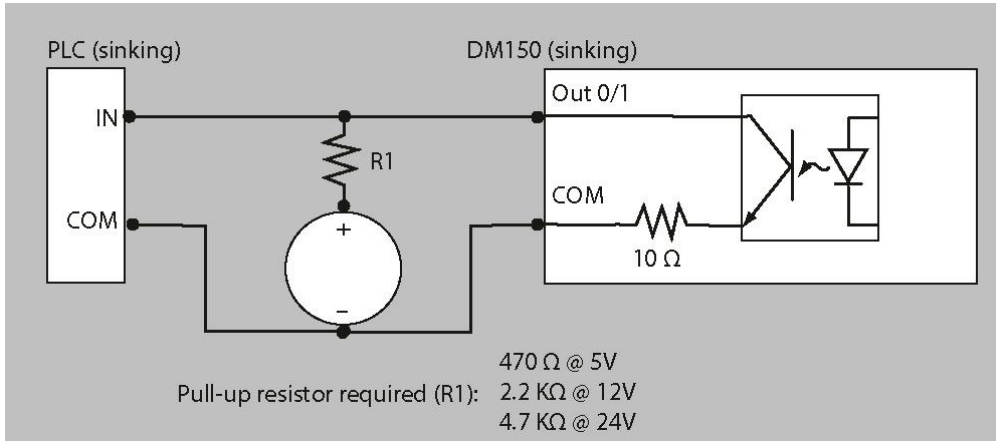 PLC (sinking)
DM150 (sinking)
IN
Out 0/1
R1
COM
COM
+
10 Ω
–
470 Ω @ 5V
Pull-up resistor required (R1): 2.2 KΩ @ 12V
4.7 KΩ @ 24V